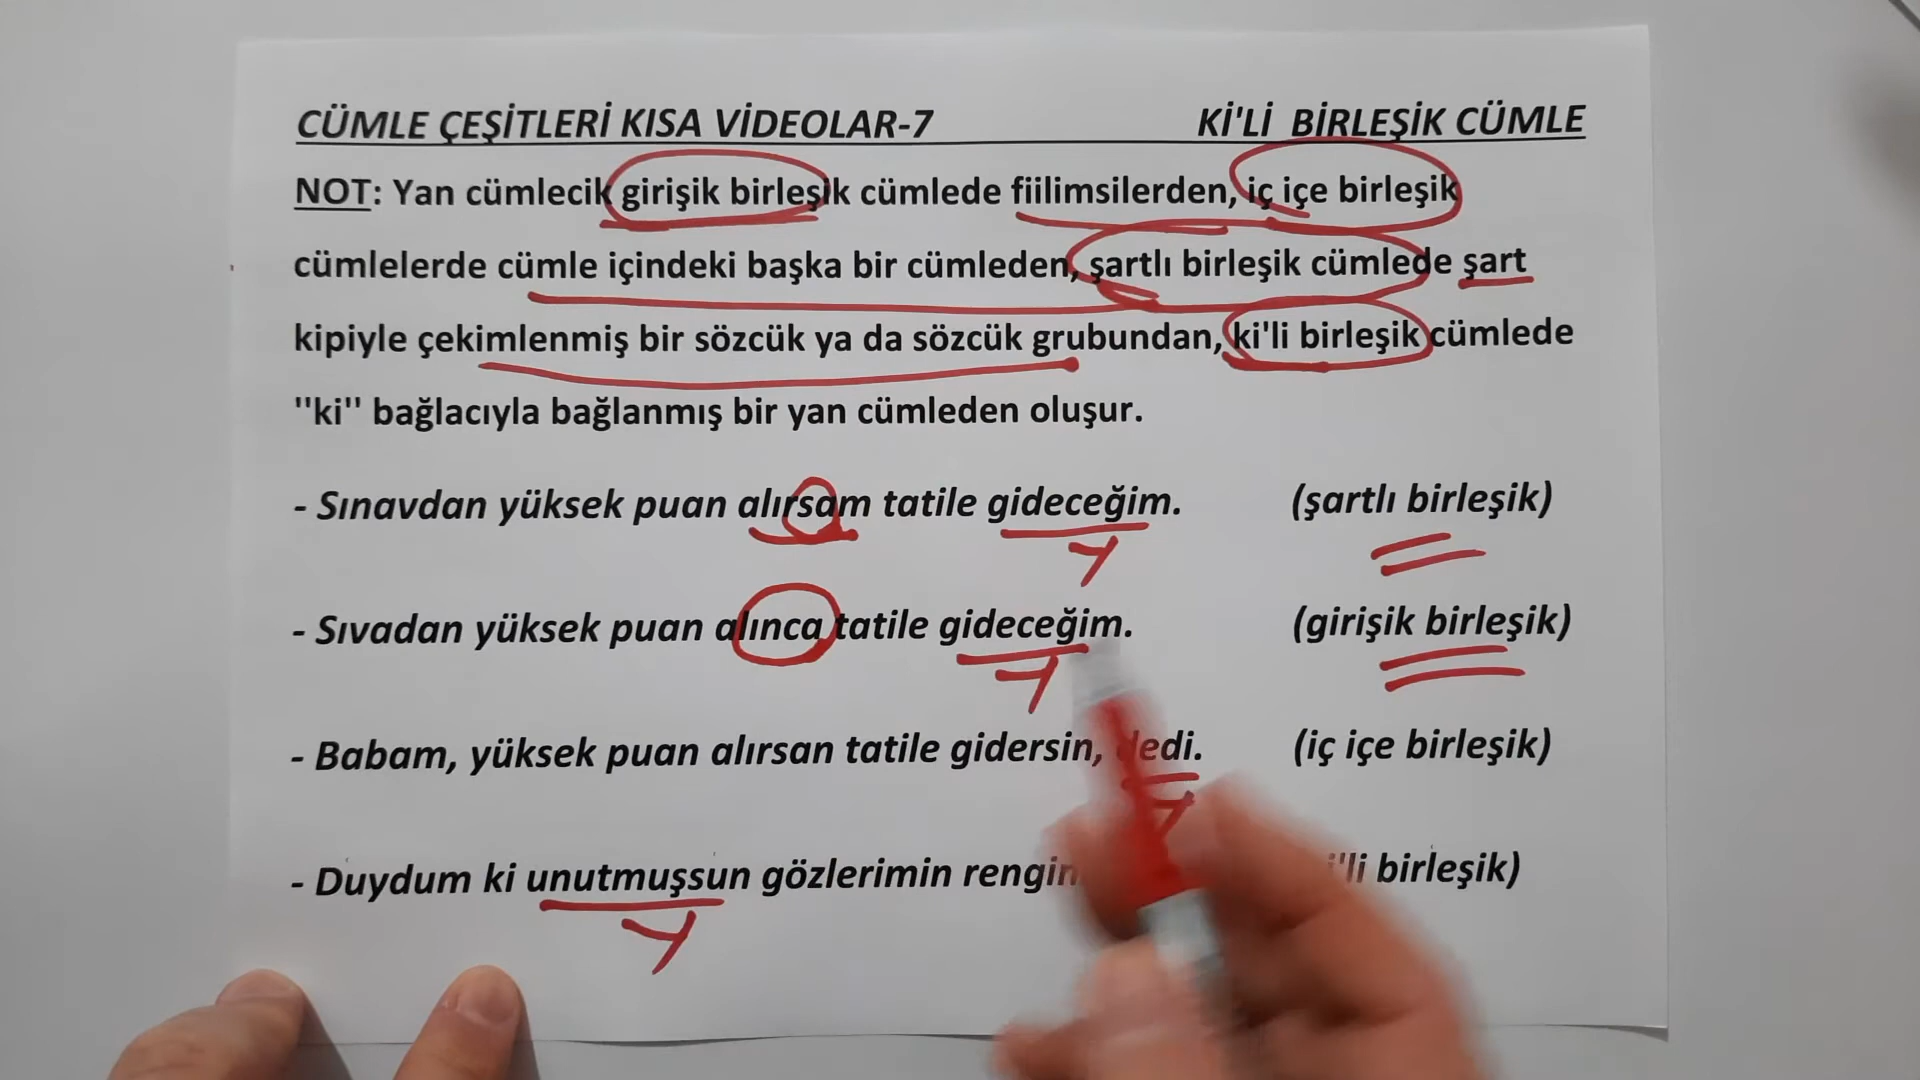 CÜMLE ÇEŞİTLERİ KISA VİDEOLAR-7 Kİ'Lİ BİRLEŞİK CÜMLE
NOT: Yan cümlecik girişik birleşik cümlede fiilimsilerden, iç içe birleşik
cümlelerde cümle içindeki başka bir cümleden, şartlı birleşik cümlede şart
kipiyle çekimlenmiş bir sözcük ya da sözcük grubundan, ki'li birleşik cümlede
"ki" bağlacıyla bağlanmış bir yan cümleden oluşur.
- Sınavdan yüksek puan alırsam tatile gideceğim. (şartlı birleşik)
y
- Sıvadan yüksek puan alınca tatile gideceğim. (girişik birleşik)
y
- Babam, yüksek puan alırsan tatile gidersin, dedi. (iç içe birleşik)
y
- Duydum ki unutmuşsun gözlerimin birleşik)
y